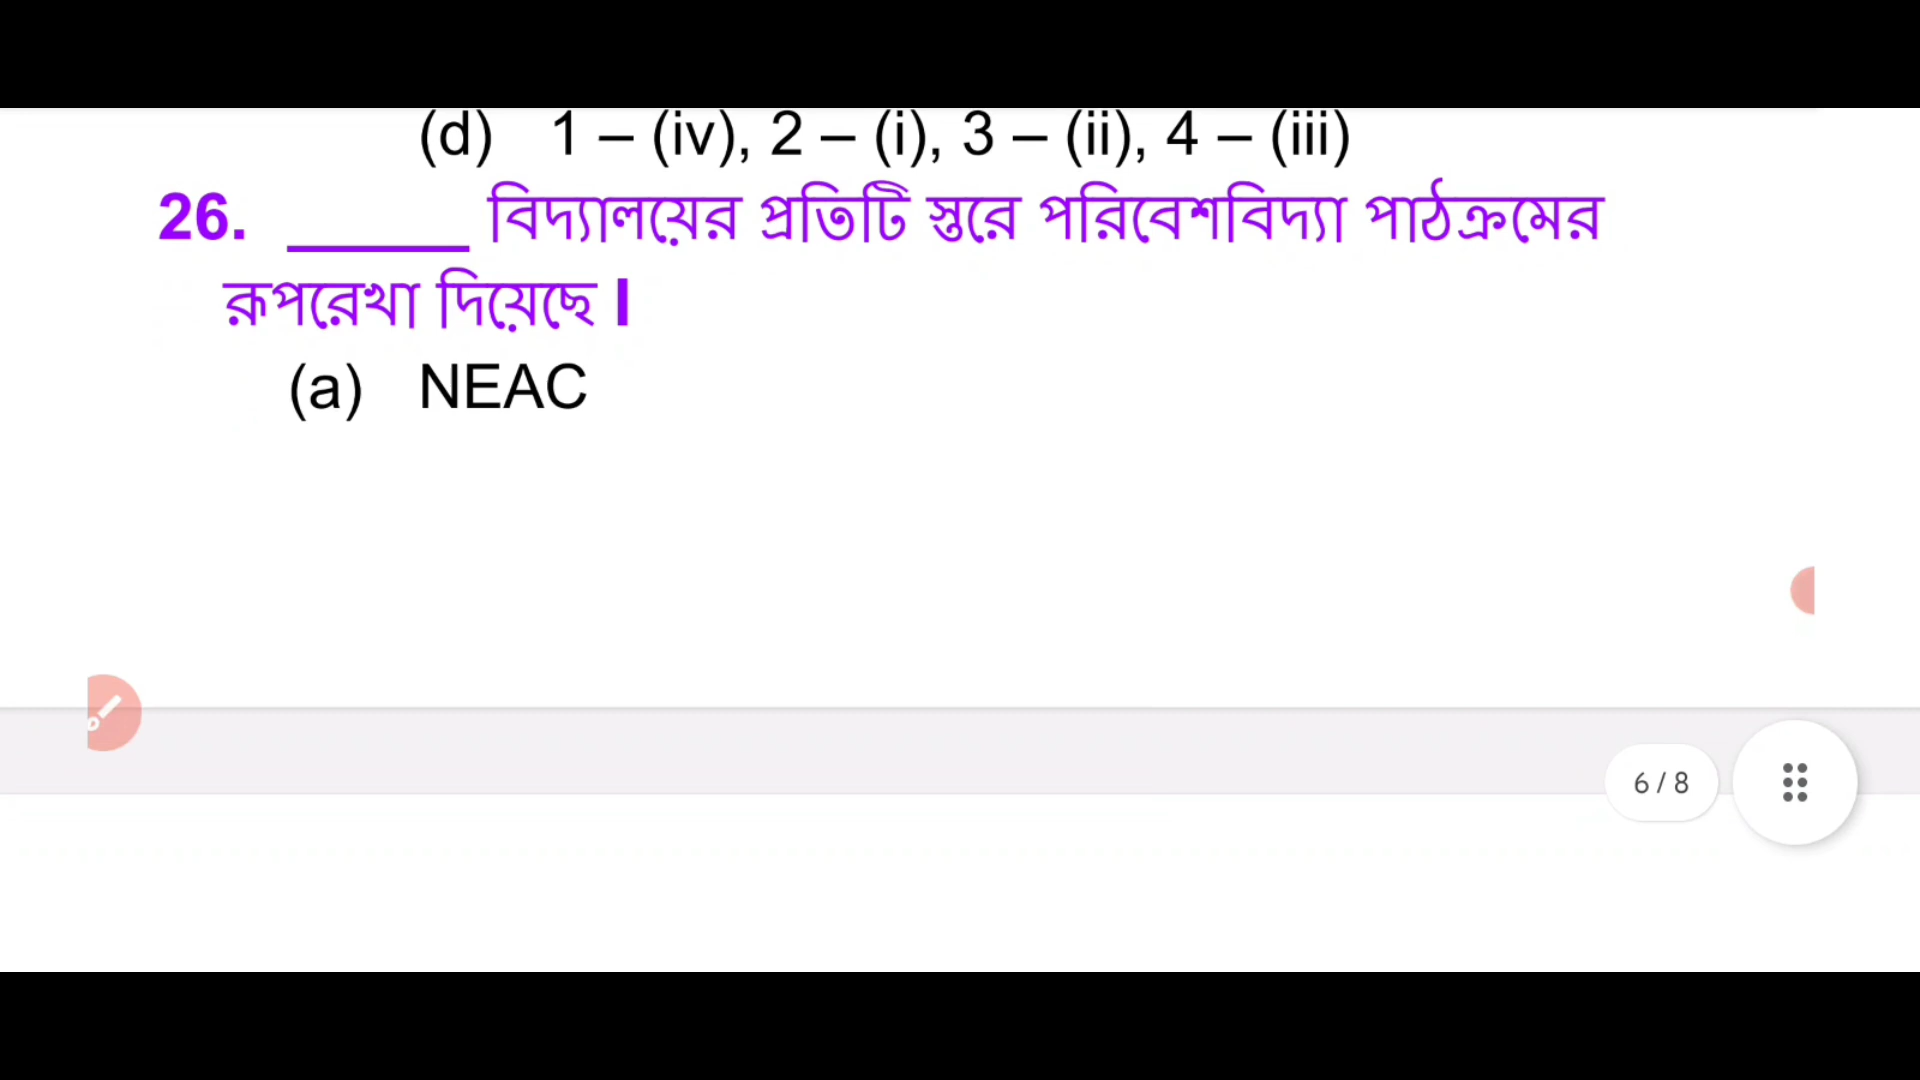 (d) 1 – (iv), 2 – (i), 3 – (ii), 4 – (iii)
26. ______ বিদ্যালয়ের প্রতিটি স্তরে পরিবেশবিদ্যা পাঠক্রমের
রূপরেখা দিয়েছে।
(a) NEAC
6 / 8